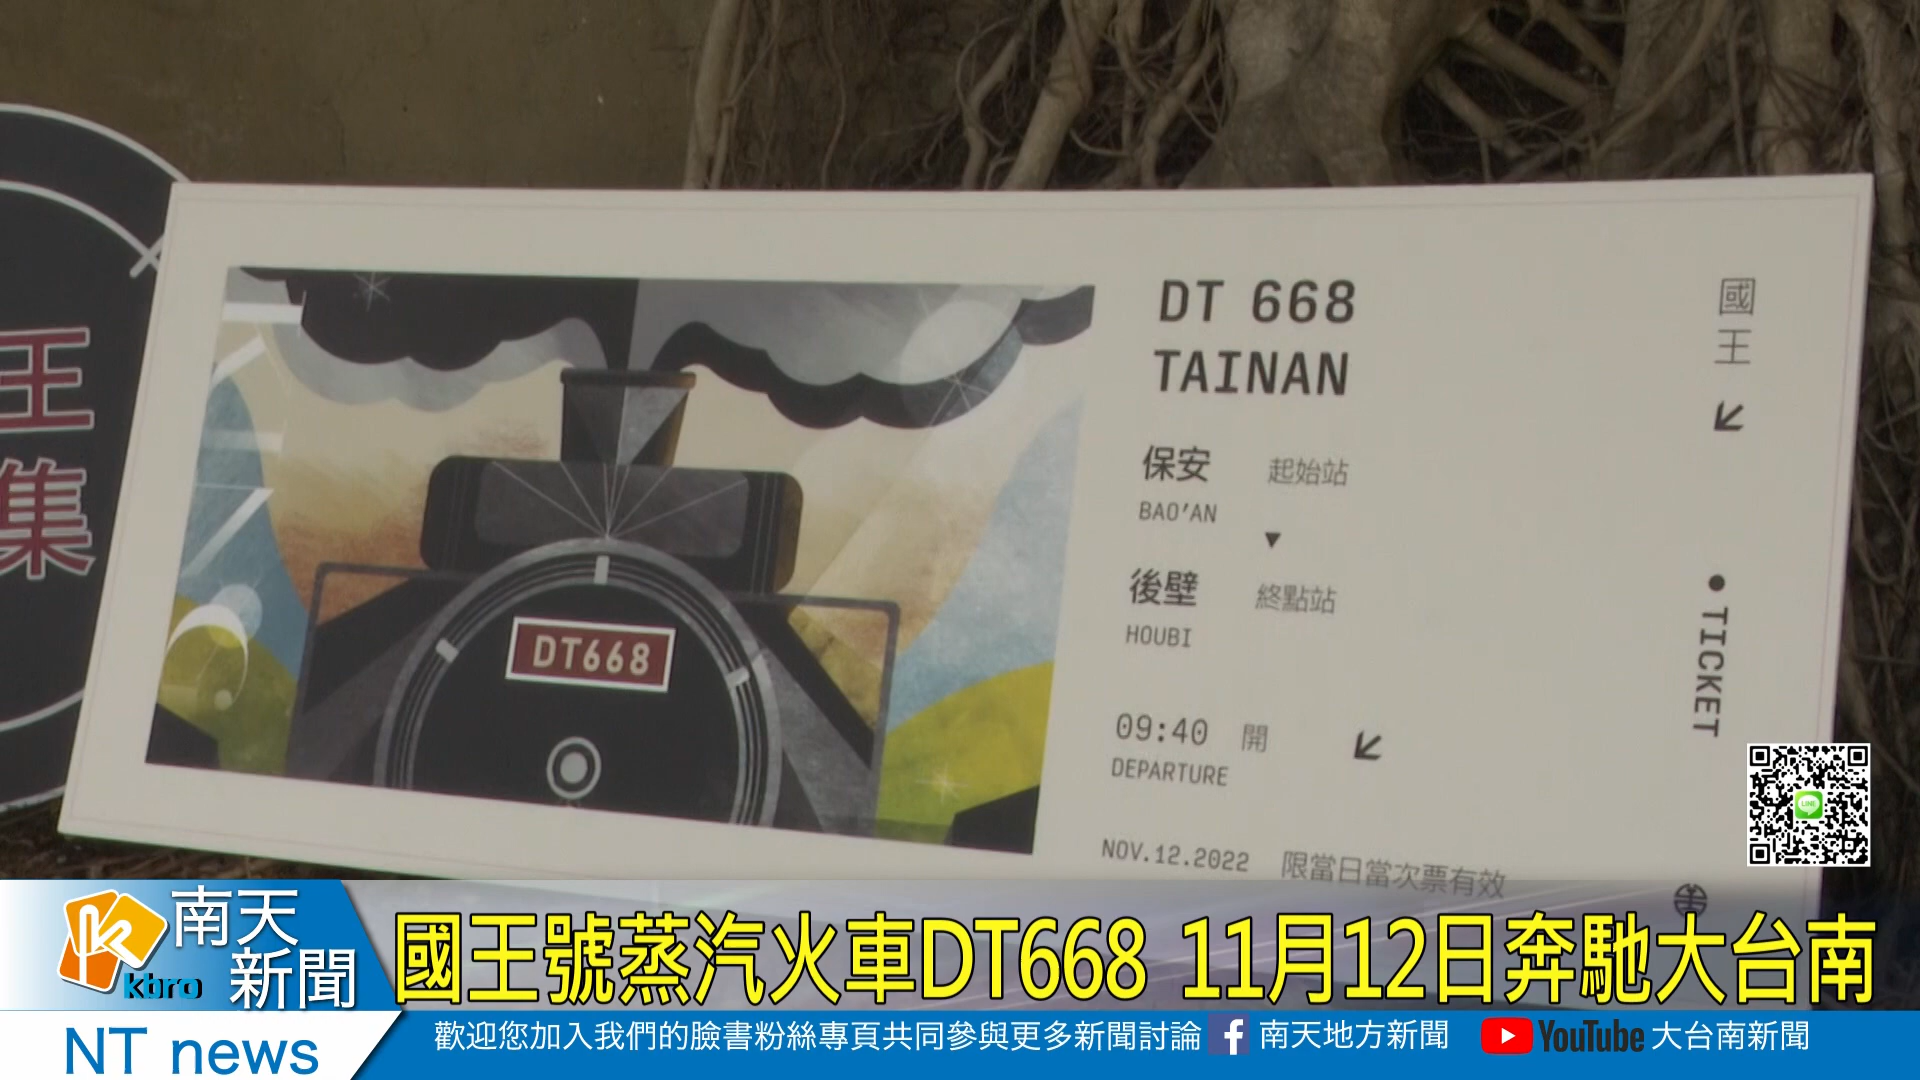 王
集
DT 668
TAINAN
國王
保安 起始站
BAO'AN
後壁 終點站
HOUBI
09:40 開
DEPARTURE
NOV.12.2022 限當日當次票有效
TICKET
DT668
LINE
南天新聞
kbro
國王號蒸汽火車DT668 11月12日奔馳大台南
NT news
歡迎您加入我們的臉書粉絲專頁共同參與更多新聞討論 南天地方新聞 YouTube 大台南新聞